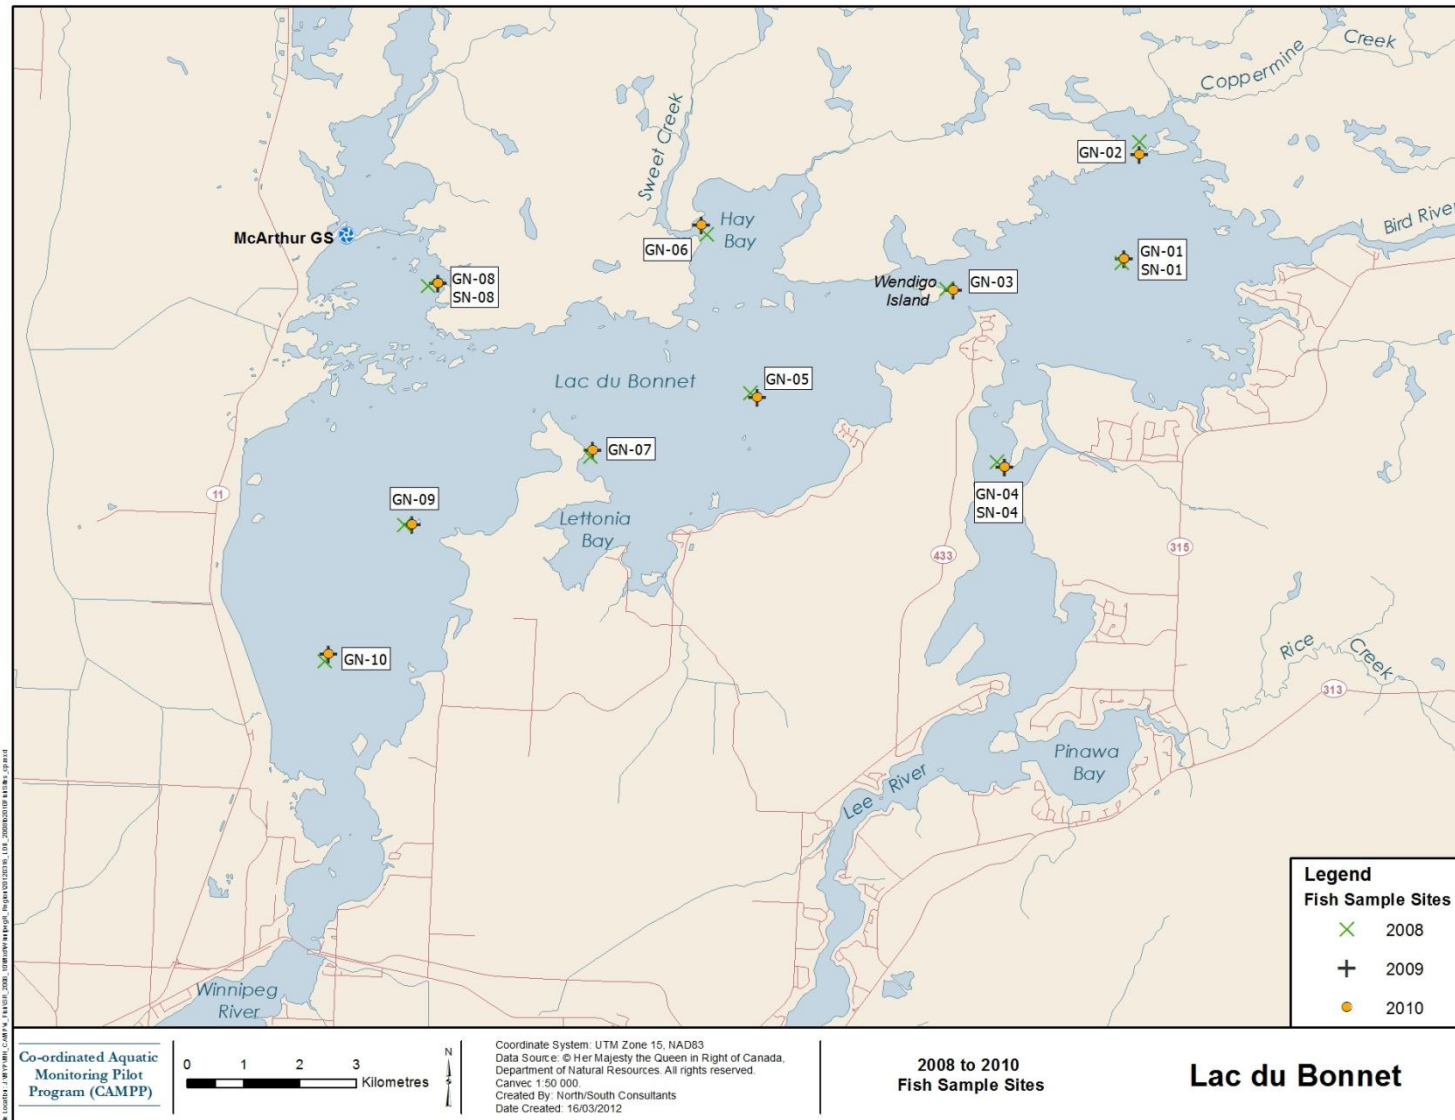 Coppermine
Creek
Sweet Creek
GN-02
Hay
Bay
Bird River
McArthur GS
GN-06
GN-01
SN-01
GN-08
SN-08
Wendigo
Island
GN-03
Lac du Bonnet
GN-05
GN-07
11
GN-09
GN-04
SN-04
Lettonia
Bay
433
315
GN-10
Rice
Creek
313
Pinawa
Bay
Lee River
Winnipeg
River
Legend
Fish Sample Sites
2008
2009
2010
Co-ordinated Aquatic
Monitoring Pilot
Program (CAMPP)
0 1 2 3
Kilometres
N
Coordinate System: UTM Zone 15, NAD83
Data Source: © Her Majesty the Queen in Right of Canada,
Department of Natural Resources. All rights reserved.
Canvec 1:50 000.
Created By: North/South Consultants
Date Created: 16/03/2012
2008 to 2010
Fish Sample Sites
Lac du Bonnet